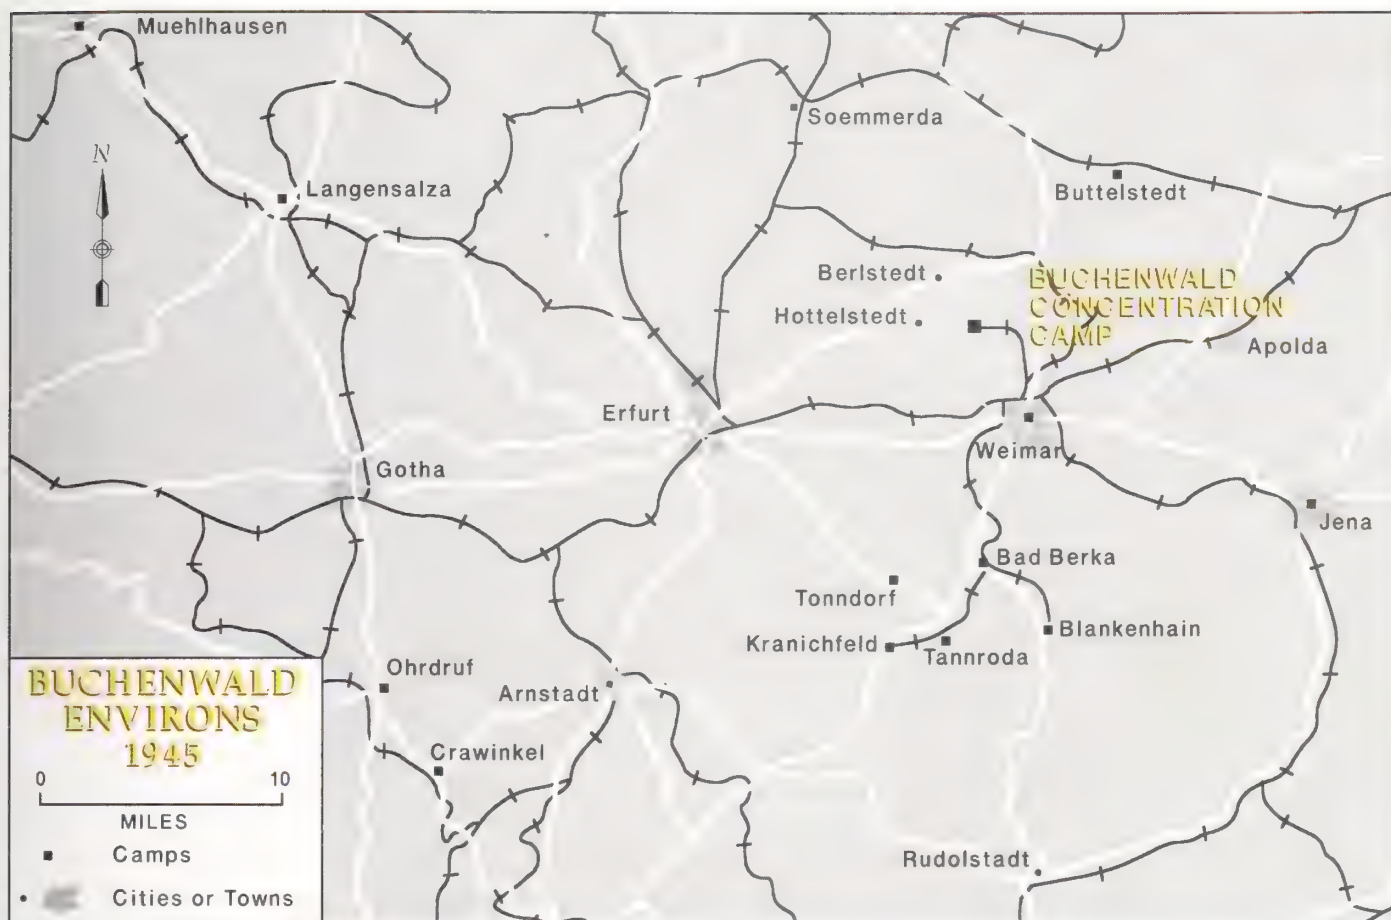 Muehlhausen
N
Langensalza
Soemmerda
Buttelstedt
Berlstedt
Hottelstedt
BUCHENWALD
CONCENTRATION
CAMP
Apolda
Erfurt
Weimar
Gotha
Jena
Bad Berka
Tonndorf
Kranichfeld
Tannroda
Blankenhain
Ohrdruf
Arnstadt
Crawinkel
Rudolstadt
BUCHENWALD
ENVIRONS
1945
0 10
MILES
Camps
Cities or Towns